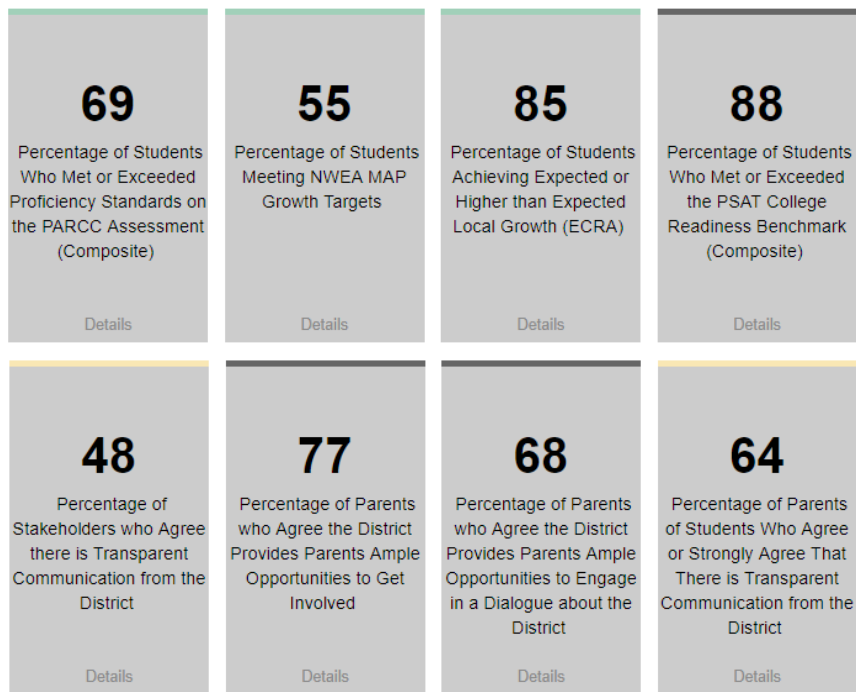 69
Percentage of Students
Who Met or Exceeded
Proficiency Standards on
the PARCC Assessment
(Composite)
Details
55
Percentage of Students
Meeting NWEA MAP
Growth Targets
Details
85
Percentage of Students
Achieving Expected or
Higher than Expected
Local Growth (ECRA)
Details
88
Percentage of Students
Who Met or Exceeded
the PSAT College
Readiness Benchmark
(Composite)
Details
48
Percentage of
Stakeholders who Agree
there is Transparent
Communication from the
District
Details
77
Percentage of Parents
who Agree the District
Provides Parents Ample
Opportunities to Get
Involved
Details
68
Percentage of Parents
who Agree the District
Provides Parents Ample
Opportunities to Engage
in a Dialogue about the
District
Details
64
Percentage of Parents
of Students Who Agree
or Strongly Agree That
There is Transparent
Communication from the
District
Details